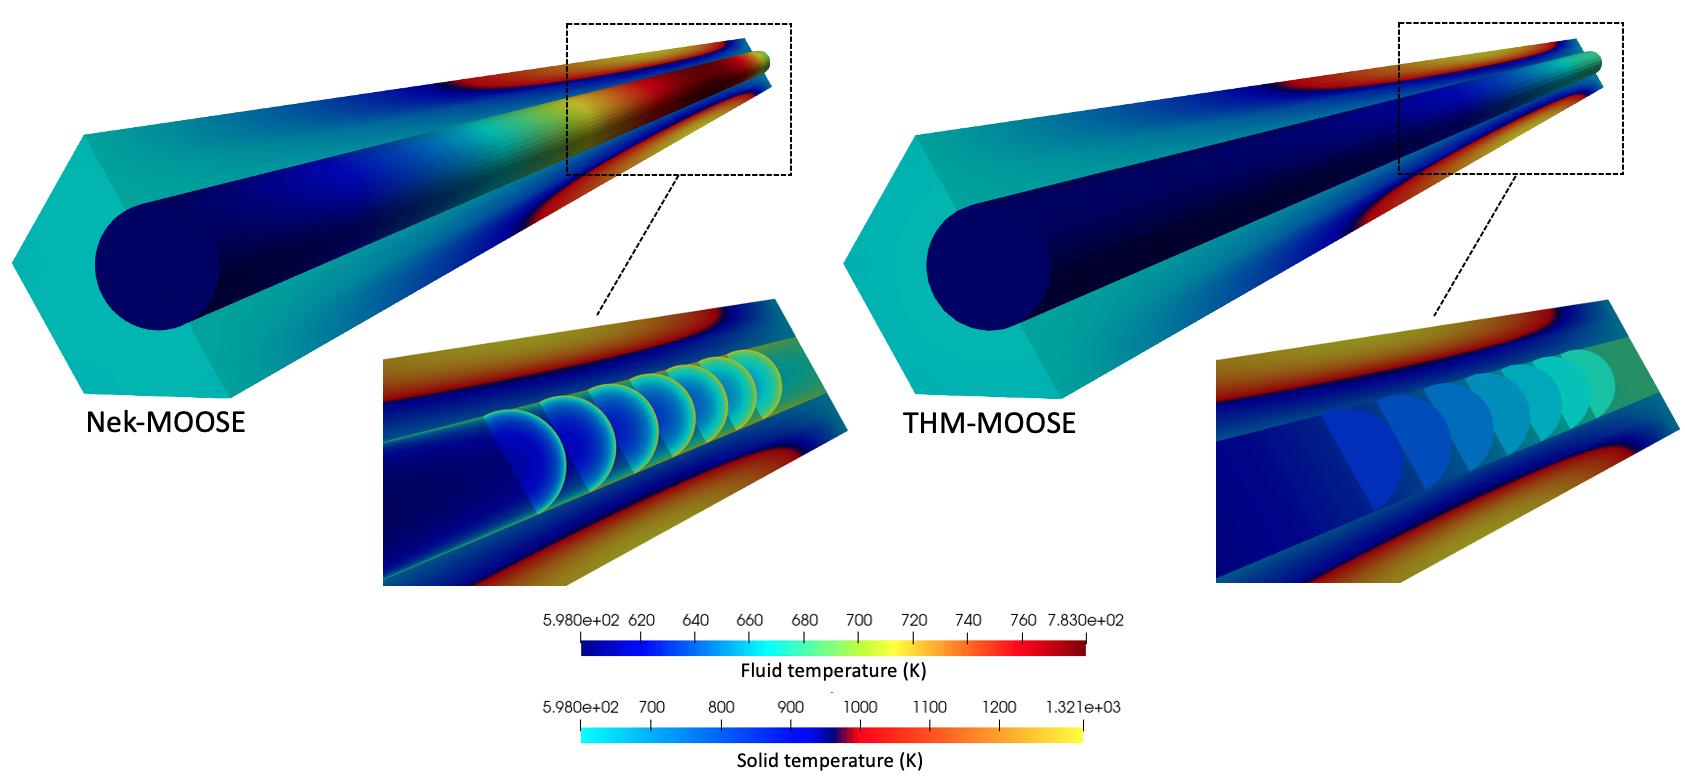 Nek-MOOSE
THM-MOOSE
5.980e+02 620 640 660 680 700 720 740 760 7.830e+02
Fluid temperature (K)
5.980e+02 700 800 900 1000 1100 1200 1.321e+03
Solid temperature (K)